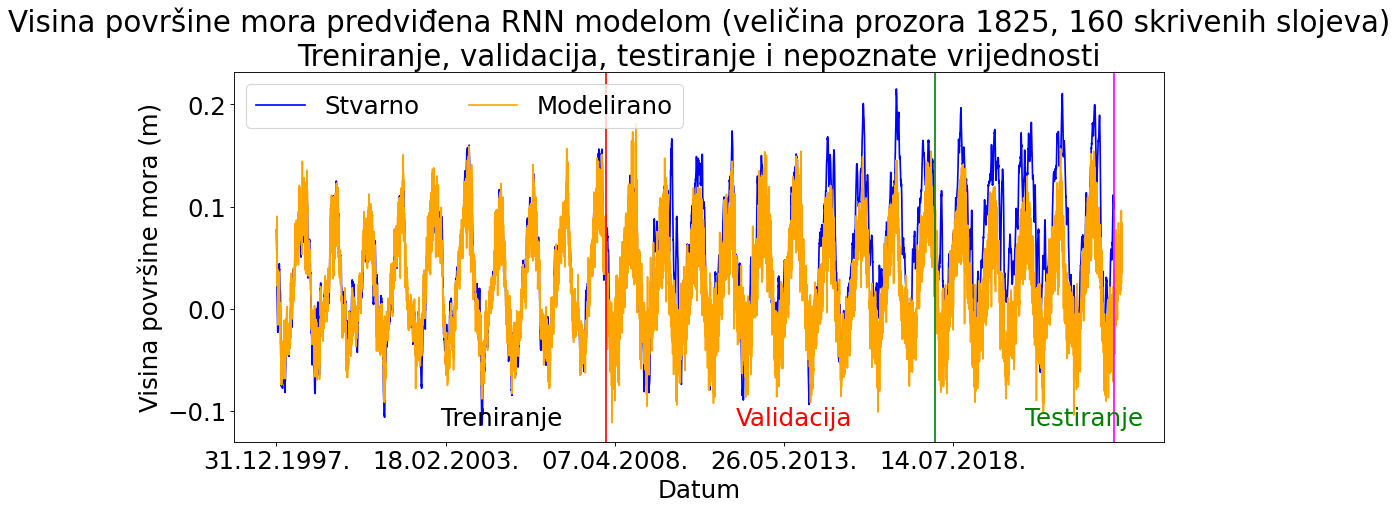 Visina površine mora predviđena RNN modelom (veličina prozora 1825, 160 skrivenih slojeva)
Treniranje, validacija, testiranje i nepoznate vrijednosti
Stvarno Modelirano
Visina površine mora (m)
0.2
0.1
0.0
−0.1
Treniranje Validacija Testiranje
31.12.1997. 18.02.2003. 07.04.2008. 26.05.2013. 14.07.2018.
Datum